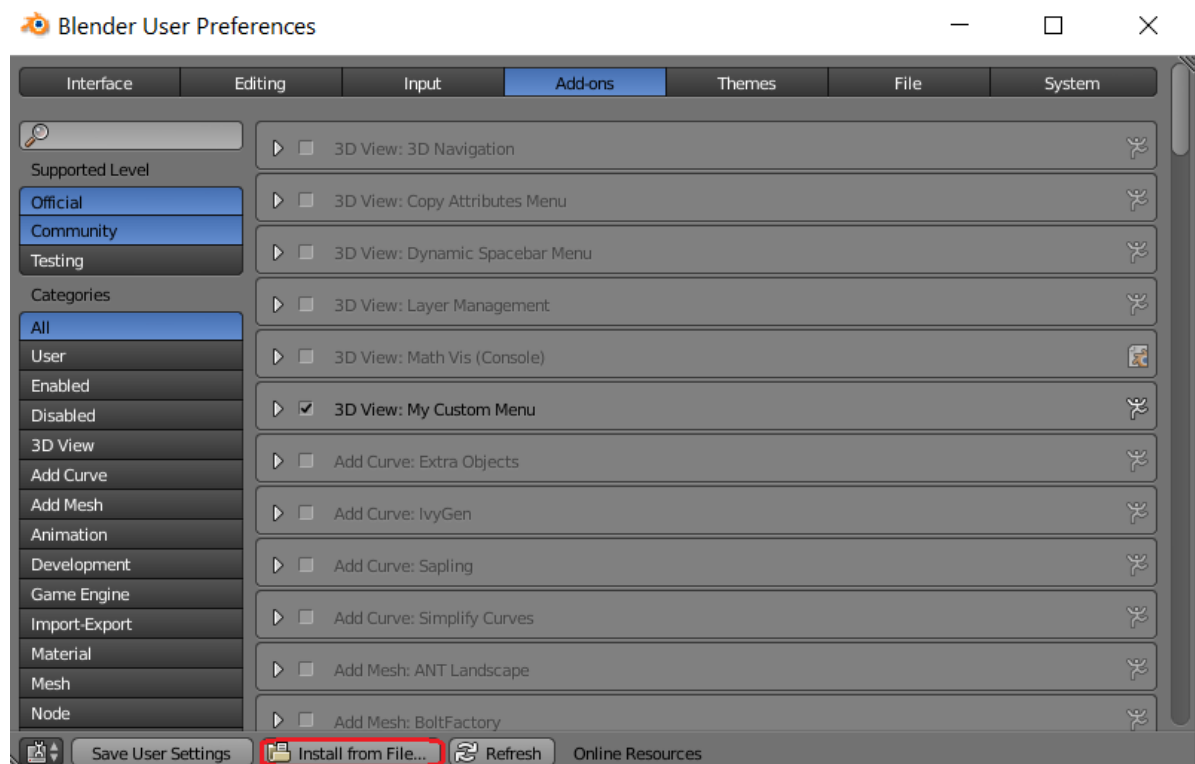 Blender User Preferences
Interface Editing Input Add-ons Themes File System
Supported Level
Official
Community
Testing
Categories
All
User
Enabled
Disabled
3D View
Add Curve
Add Mesh
Animation
Development
Game Engine
Import-Export
Material
Mesh
Node
3D View: 3D Navigation
3D View: Copy Attributes Menu
3D View: Dynamic Spacebar Menu
3D View: Layer Management
3D View: Math Vis (Console)
3D View: My Custom Menu
Add Curve: Extra Objects
Add Curve: IvyGen
Add Curve: Sapling
Add Curve: Simplify Curves
Add Mesh: ANT Landscape
Add Mesh: BoltFactory
Save User Settings Install from File... Refresh Online Resources